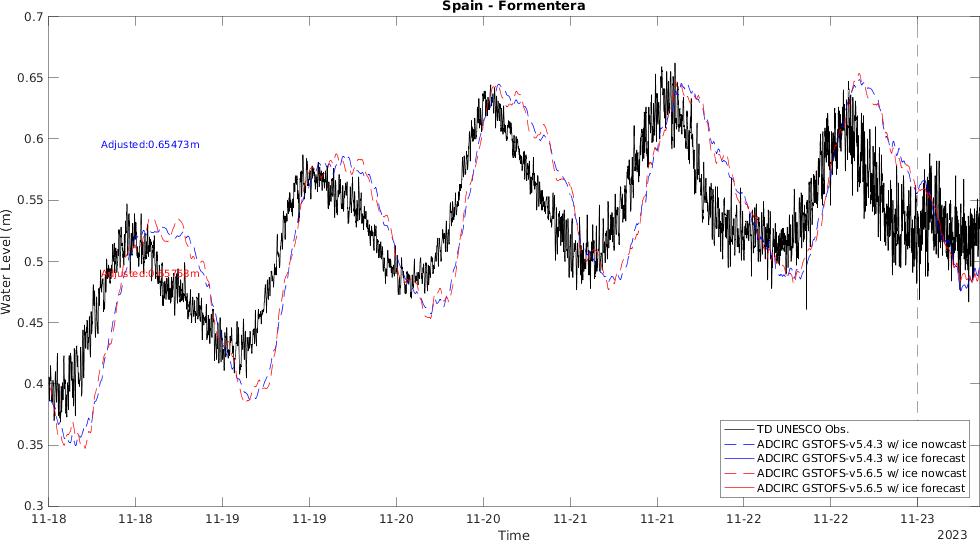 Spain - Formentera
0.7
0.65
0.6
0.55
0.5
0.45
0.4
0.35
0.3
Water Level (m)
Adjusted:0.65473m
TD UNESCO Obs.
ADCIRC GSTOFS-v5.4.3 w/ ice nowcast
ADCIRC GSTOFS-v5.4.3 w/ ice forecast
ADCIRC GSTOFS-v5.6.5 w/ ice nowcast
ADCIRC GSTOFS-v5.6.5 w/ ice forecast
11-18 11-18 11-19 11-19 11-20 11-20 11-21 11-21 11-22 11-22 11-23
Time
2023